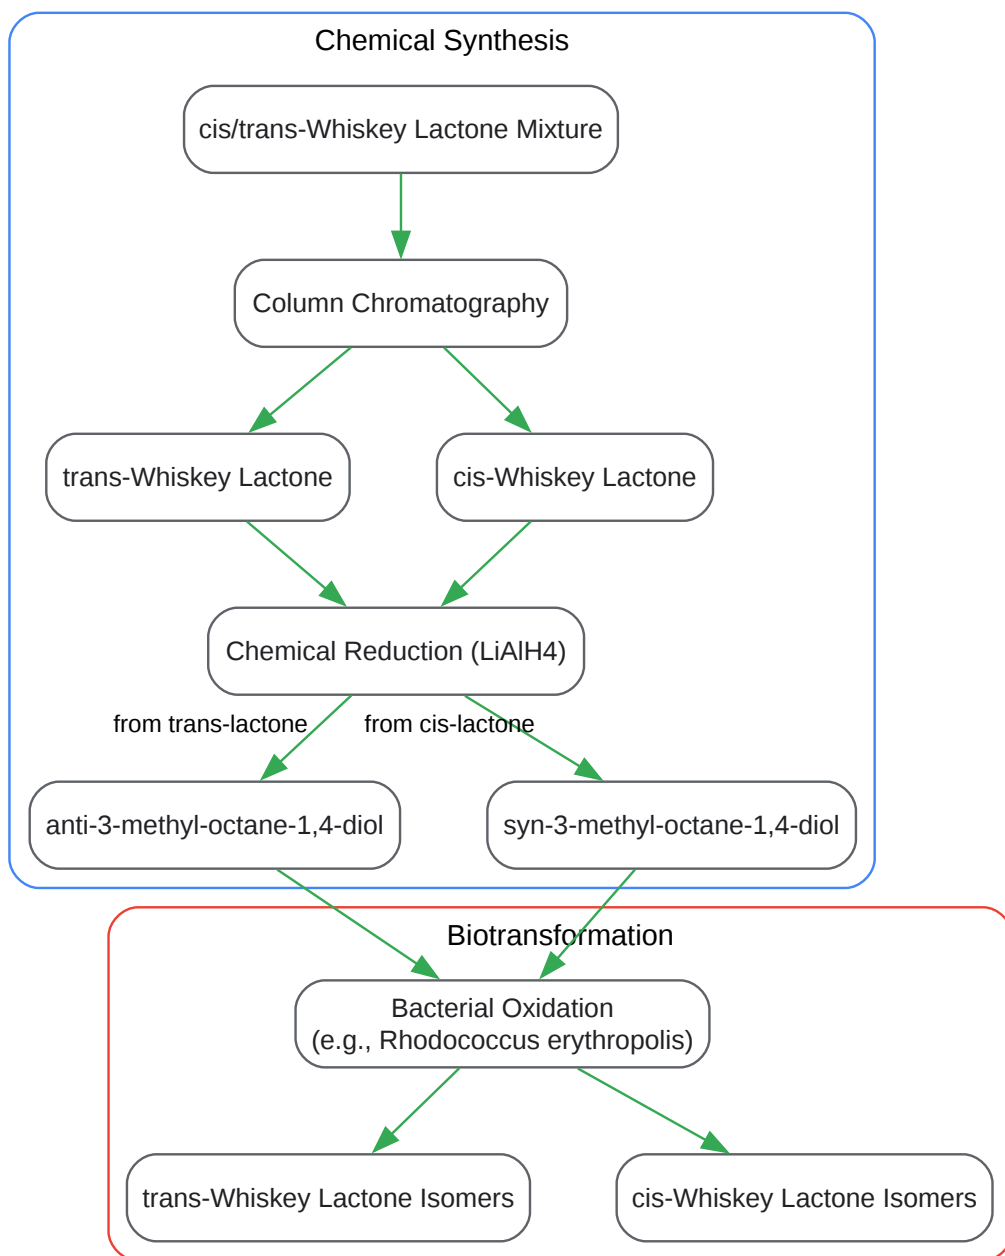 Chemical Synthesis
cis/trans-Whiskey Lactone Mixture
Column Chromatography
trans-Whiskey Lactone
cis-Whiskey Lactone
Chemical Reduction (LiAlH4)
from trans-lactone
from cis-lactone
anti-3-methyl-octane-1,4-diol
syn-3-methyl-octane-1,4-diol
Biotransformation
Bacterial Oxidation
(e.g., Rhodococcus erythropolis)
trans-Whiskey Lactone Isomers
cis-Whiskey Lactone Isomers